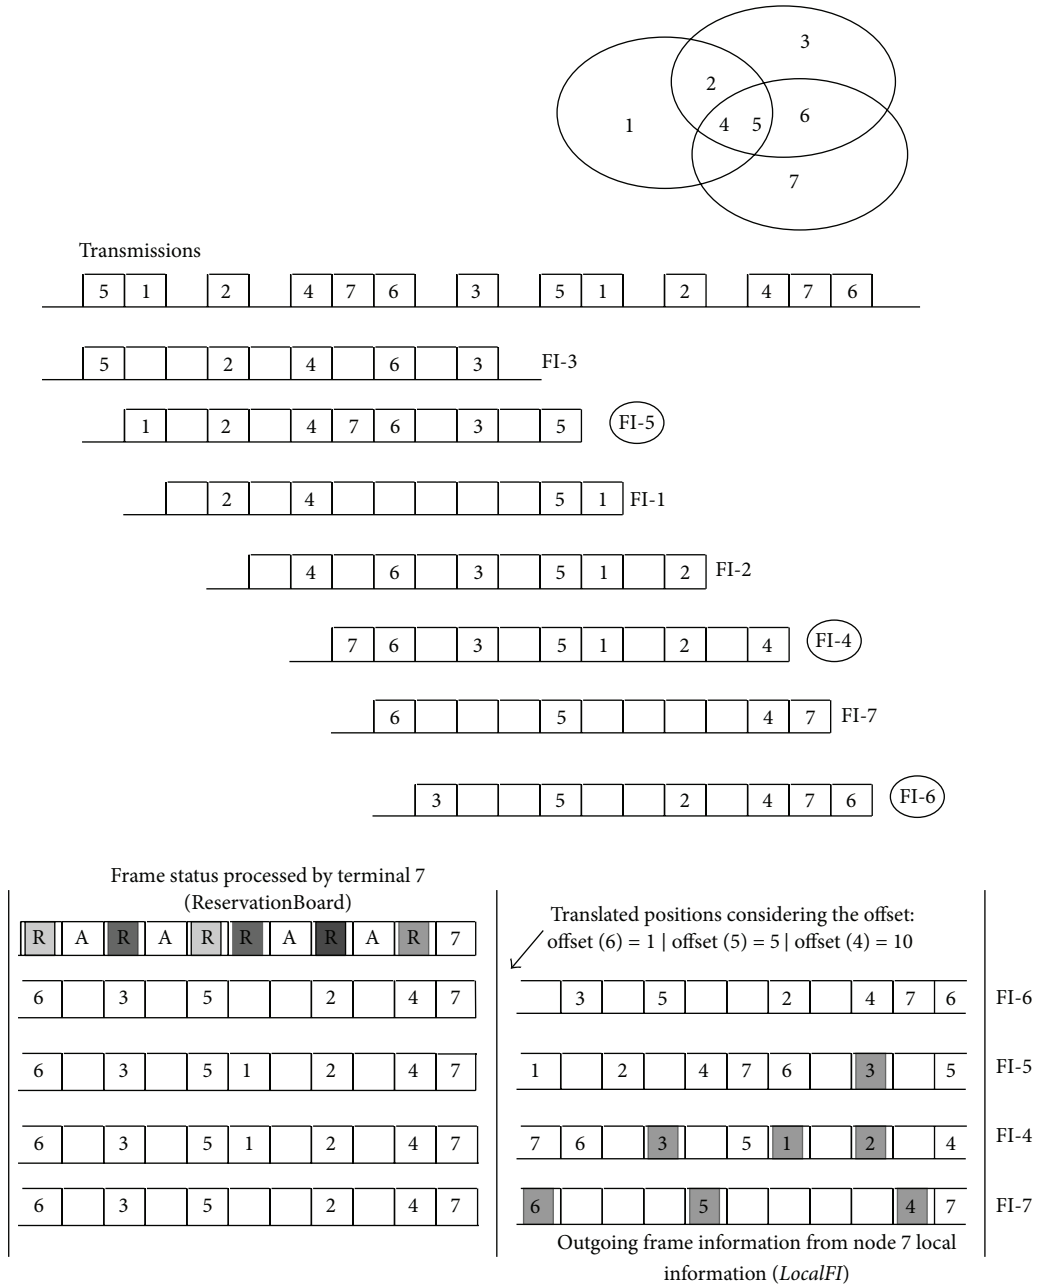 3
2
1
4 5
6
7
Transmissions
5 1 2 4 7 6 3 5 1 2 4 7 6
5 2 4 6 3 FI-3
1 2 4 7 6 3 5 FI-5
2 4 5 1 FI-1
4 6 3 5 1 2 FI-2
7 6 3 5 1 2 4 FI-4
6 5 4 7 FI-7
3 5 2 4 7 6 FI-6
Frame status processed by terminal 7
(ReservationBoard)
R A R A R R A R A R 7
6 3 5 2 4 7
6 3 5 1 2 4 7
6 3 5 1 2 4 7
6 3 5 2 4 7
Translated positions considering the offset:
offset (6) = 1 | offset (5) = 5 | offset (4) = 10
3 5 2 4 7 6 FI-6
1 2 4 7 6 3 5 FI-5
7 6 3 5 1 2 4 FI-4
6 5 4 7 FI-7
Outgoing frame information from node 7 local
information (LocalFI)